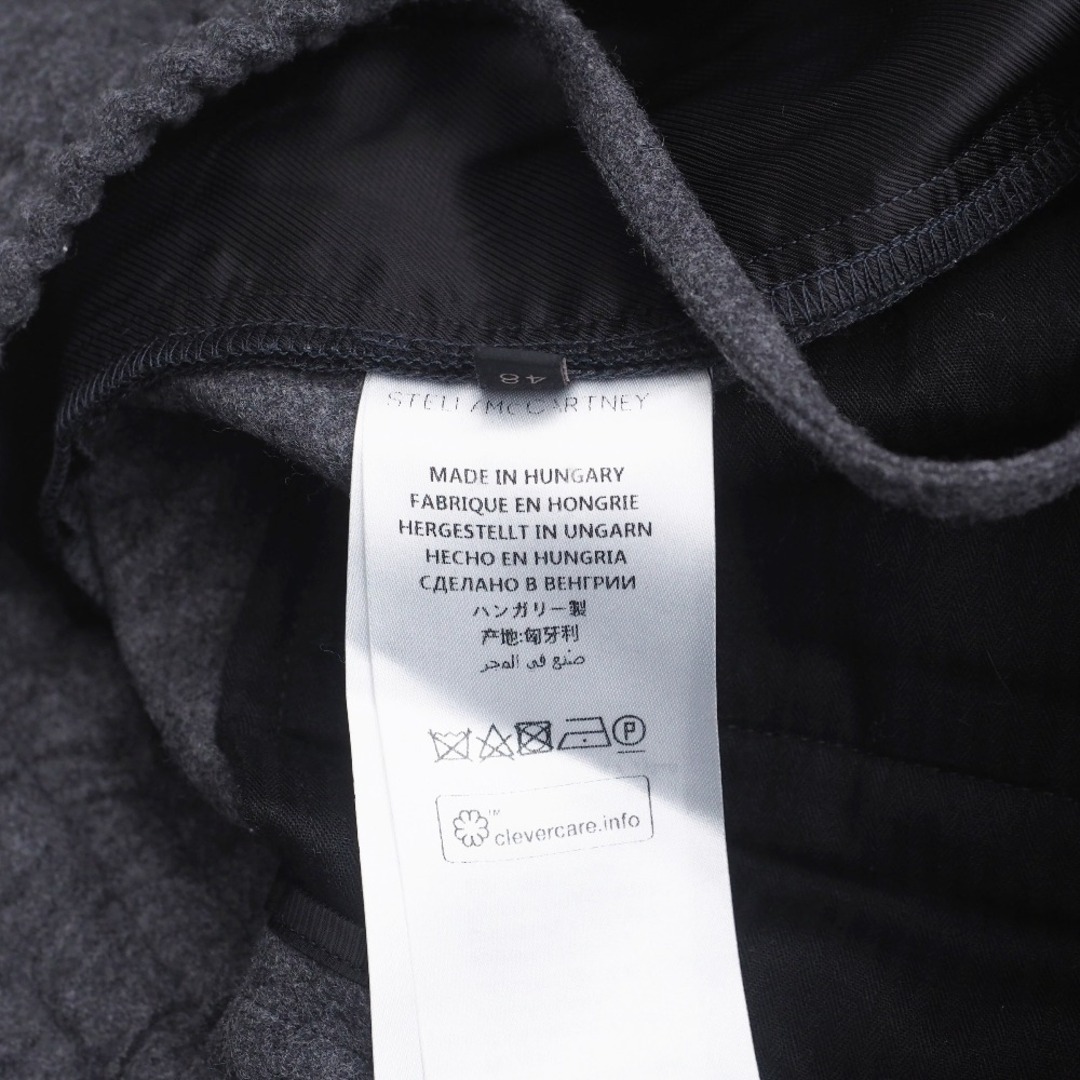 48
STELLA McCARTNEY
MADE IN HUNGARY
FABRIQUE EN HONGRIE
HERGESTELLT IN UNGARN
HECHO EN HUNGRIA
СДЕЛАНО В ВЕНГРИИ
ハンガリー製
产地:匈牙利
صنع في المجر
P
clevercare.info™